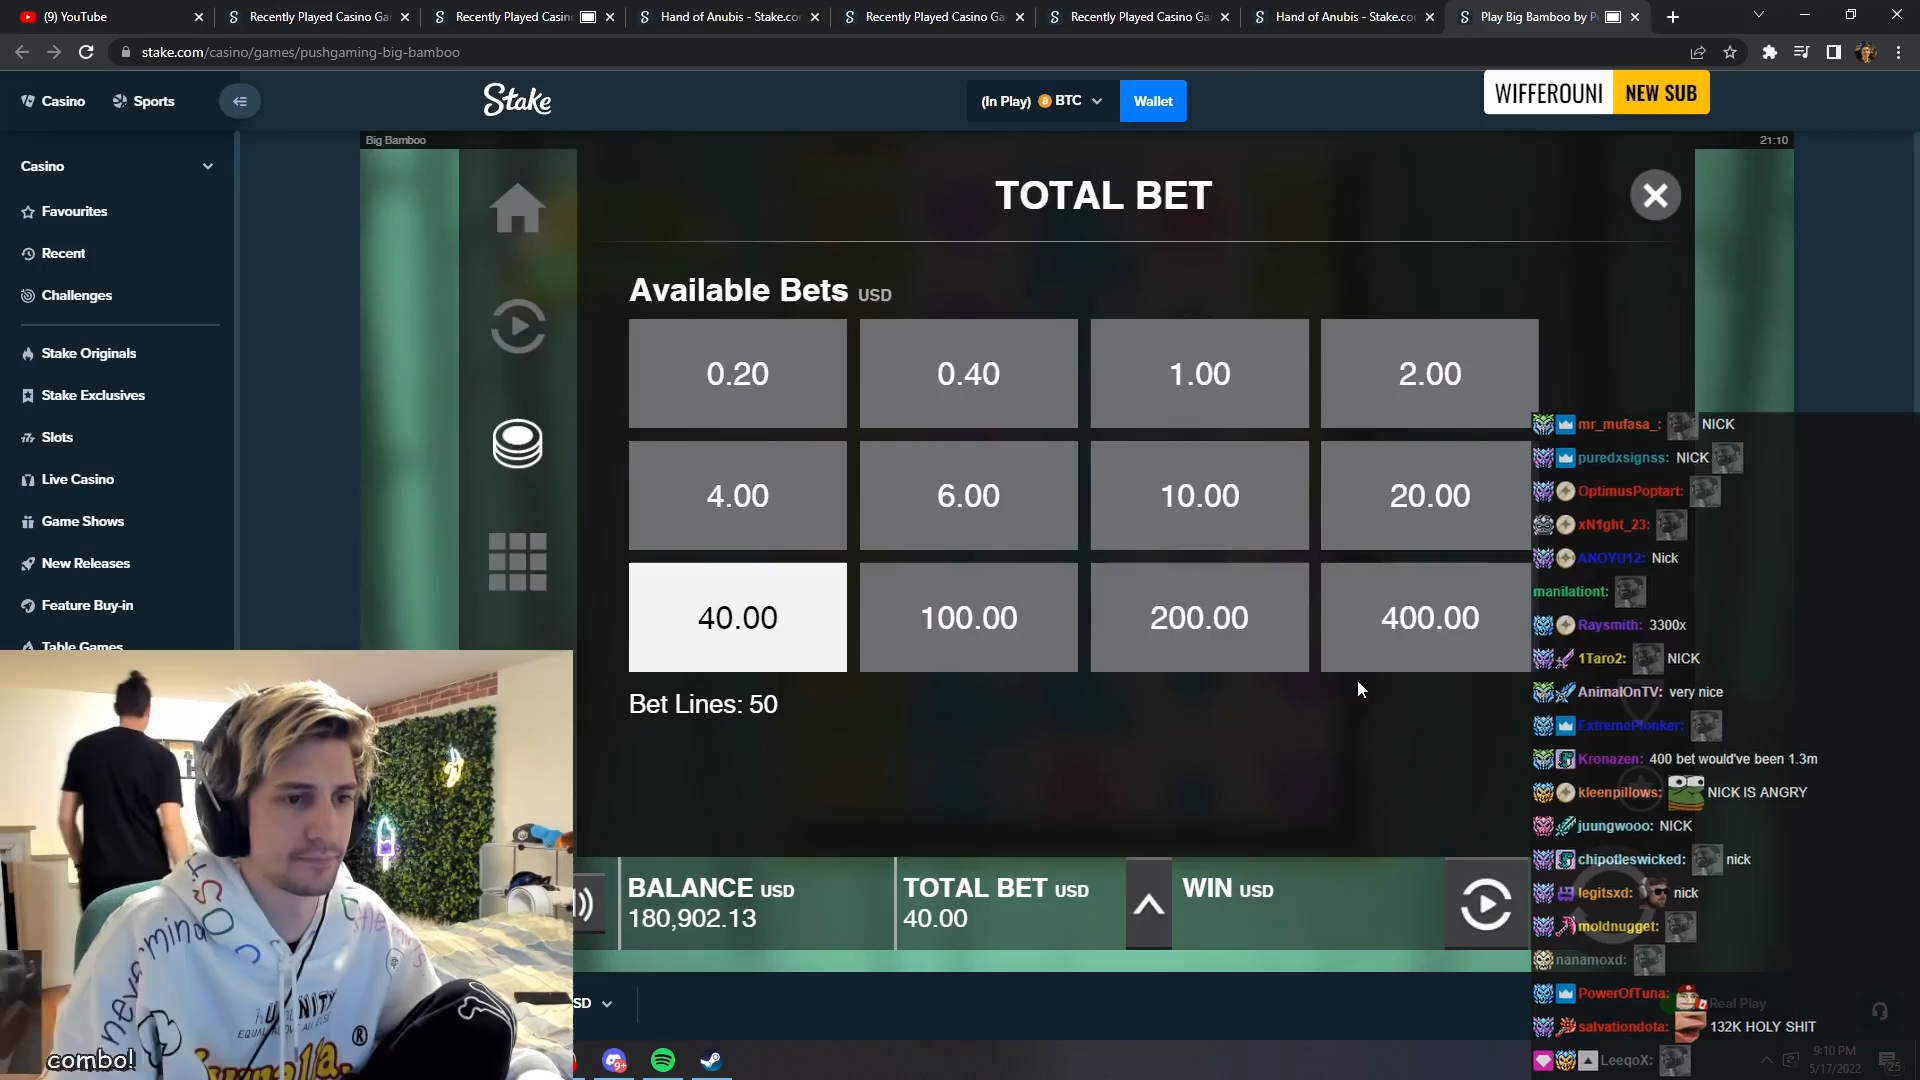 (9) YouTube
Recently Played Casino Ga
Recently Played Casino
Hand of Anubis - Stake.co
Recently Played Casino Ga
Recently Played Casino Ga
Hand of Anubis - Stake.co
Play Big Bamboo by P
stake.com/casino/games/pushgaming-big-bamboo
Casino
Sports
Stake
(In Play) BTC
Wallet
WIFFEROUNI NEW SUB
Big Bamboo
21:10
Casino
Favourites
Recent
Challenges
Stake Originals
Stake Exclusives
Slots
Live Casino
Game Shows
New Releases
Feature Buy-in
Table Games
TOTAL BET
Available Bets USD
0.20 0.40 1.00 2.00
4.00 6.00 10.00 20.00
40.00 100.00 200.00 400.00
Bet Lines: 50
BALANCE USD
180,902.13
TOTAL BET USD
40.00
WIN USD
SD
mr_mufasa_: NICK
puredxsignss: NICK
OptimusPoptart:
xN1ght_23:
ANOYU12: Nick
manilationt:
Raysmith: 3300x
1Taro2: NICK
AnimalOnTV: very nice
ExtremePlonker:
Kronazen: 400 bet would've been 1.3m
kleenpillows: NICK IS ANGRY
juungwooo: NICK
chipotleswicked: nick
legitsxd: nick
moldnugget:
nanamoxd:
PowerOfTuna:
Real Play
salvationdota: 132K HOLY SHIT
LeeqoX:
9:10 PM
5/17/2022
25
9+
nevermind
HUMANITY
®
combo!